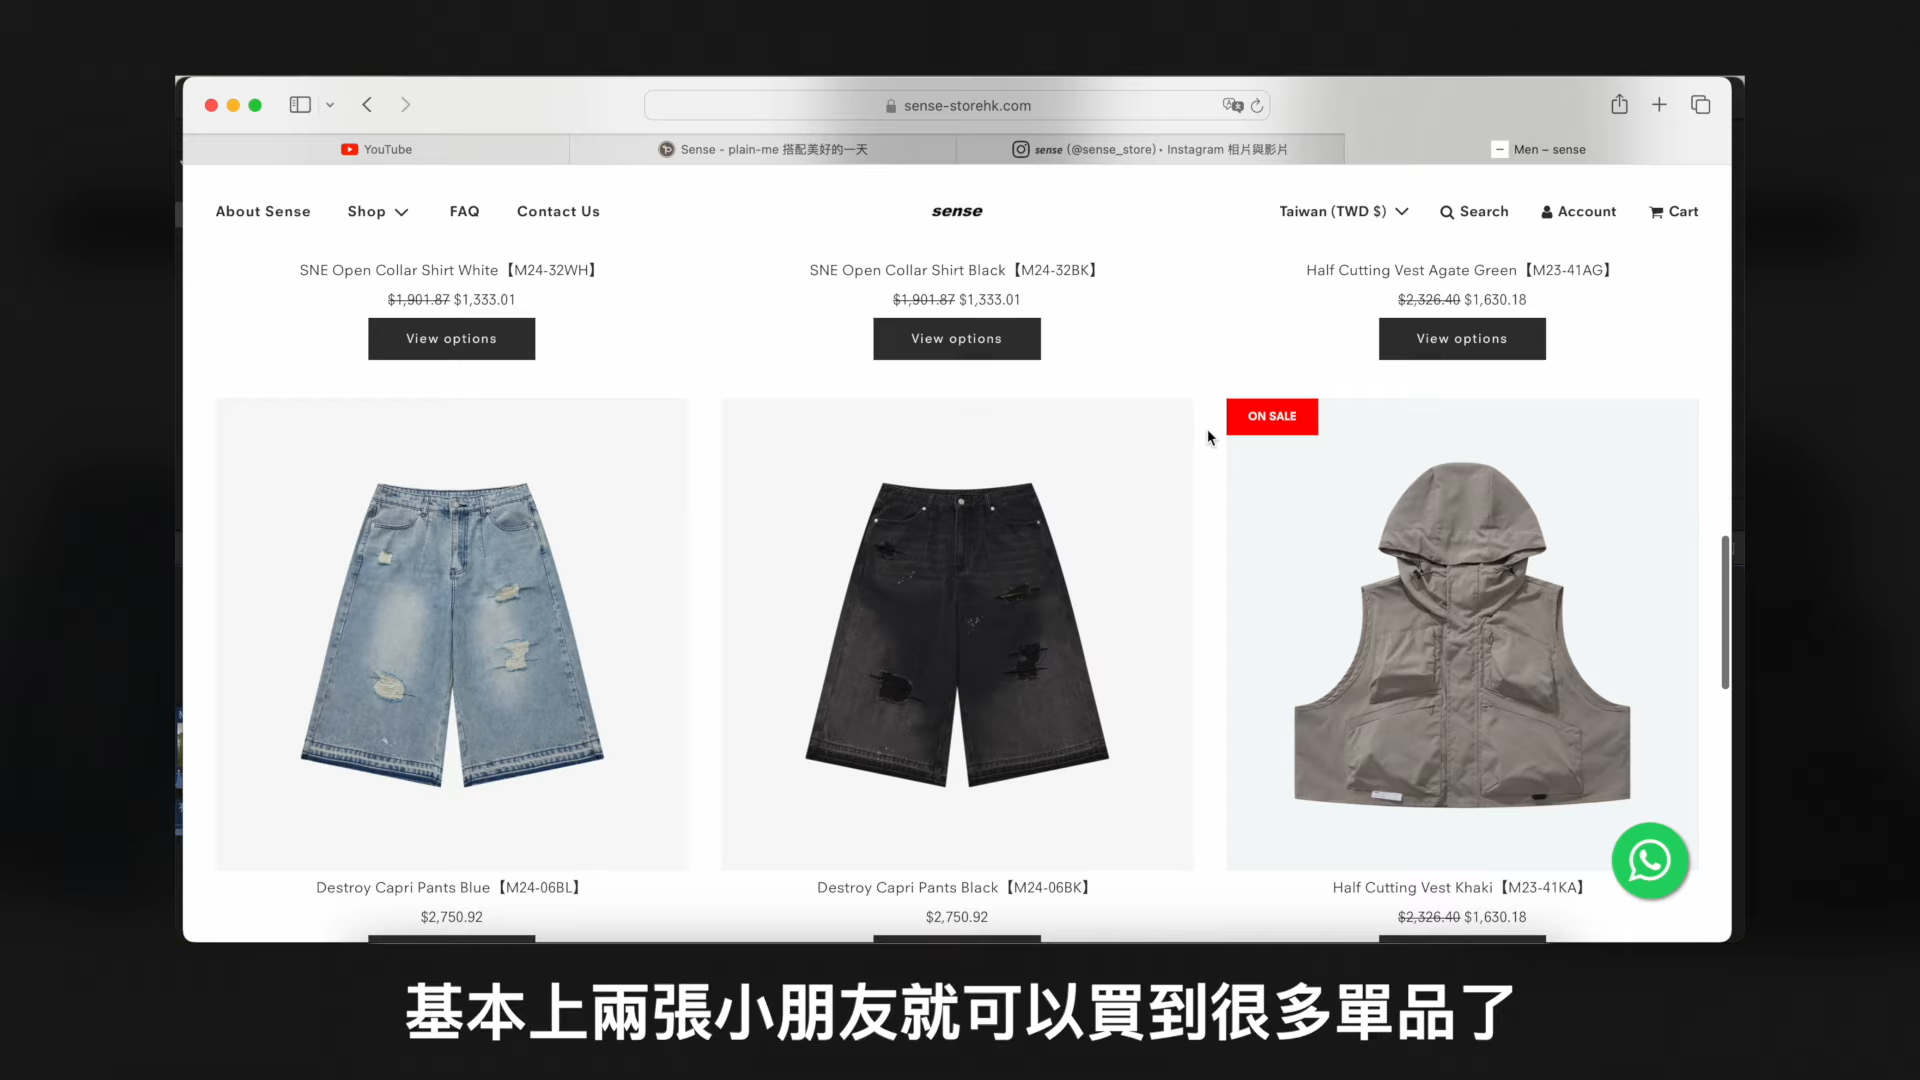 sense-storehk.com
YouTube
Sense - plain-me 搭配美好的一天
sense (@sense_store) • Instagram 相片與影片
Men – sense
About Sense
Shop
FAQ
Contact Us
sense
Taiwan (TWD $)
Search
Account
Cart
SNE Open Collar Shirt White【M24-32WH】
$1,901.87 $1,333.01
View options
SNE Open Collar Shirt Black【M24-32BK】
$1,901.87 $1,333.01
View options
Half Cutting Vest Agate Green【M23-41AG】
$2,326.40 $1,630.18
View options
ON SALE
Destroy Capri Pants Blue【M24-06BL】
$2,750.92
Destroy Capri Pants Black【M24-06BK】
$2,750.92
Half Cutting Vest Khaki【M23-41KA】
$2,326.40 $1,630.18
基本上兩張小朋友就可以買到很多單品了